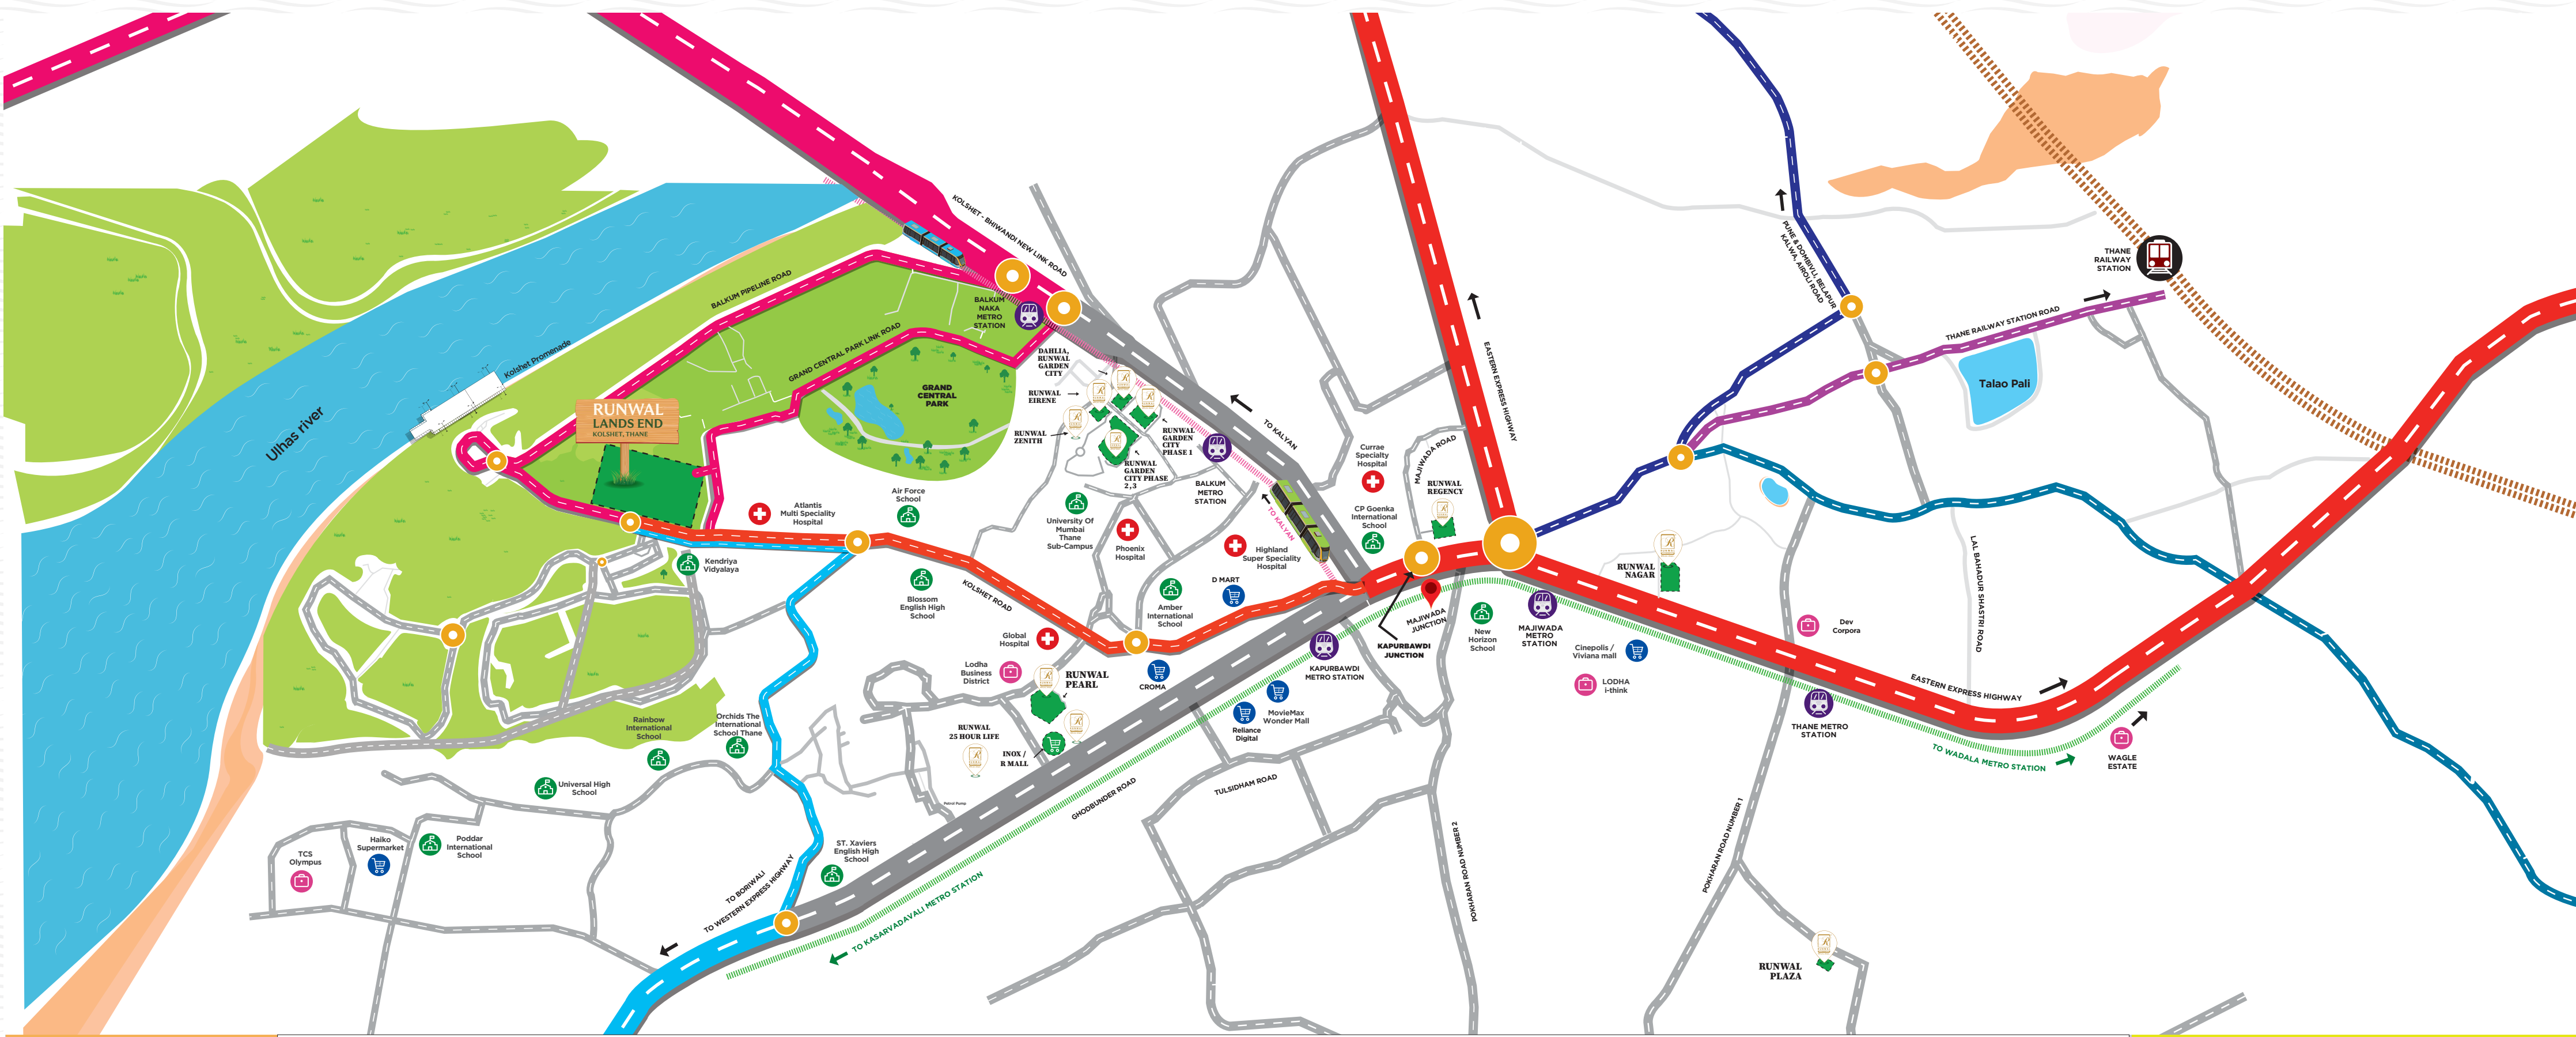 KOLSHET - BHIWANDI NEW LINK ROAD
BALKUM PIPELINE ROAD
BALKUM
NAKA
METRO
STATION
GRAND CENTRAL PARK LINK ROAD
Kolshet Promenade
Ulhas river
RUNWAL
LANDS END
KOLSHET, THANE
GRAND
CENTRAL
PARK
DAHLIA,
RUNWAL
GARDEN
CITY
RUNWAL
EIRENE
RUNWAL
ZENITH
RUNWAL
GARDEN
CITY
PHASE 1
RUNWAL
GARDEN
CITY PHASE
2,3
BALKUM
METRO
STATION
TO KALYAN
TO KALYAN
EASTERN EXPRESS HIGHWAY
PUNE & DOMBIVLI, BELAPUR
KALWA, AIROLI ROAD
THANE
RAILWAY
STATION
THANE RAILWAY STATION ROAD
Talao Pali
Currae
Specialty
Hospital
MAJIWADA ROAD
RUNWAL
REGENCY
CP Goenka
International
School
Atlantis
Multi Speciality
Hospital
Air Force
School
University Of
Mumbai
Thane
Sub-Campus
Phoenix
Hospital
Highland
Super Speciality
Hospital
Kendriya
Vidyalaya
Blossom
English High
School
KOLSHET ROAD
Amber
International
School
D MART
Global
Hospital
Lodha
Business
District
RUNWAL
PEARL
CROMA
KAPURBAWDI
METRO STATION
MAJIWADA
JUNCTION
KAPURBAWDI
JUNCTION
New
Horizon
School
MAJIWADA
METRO
STATION
RUNWAL
NAGAR
Cinepolis /
Viviana mall
LODHA
i-think
Dev
Corpora
LAL BAHADUR SHASTRI ROAD
EASTERN EXPRESS HIGHWAY
THANE METRO
STATION
TO WADALA METRO STATION
WAGLE
ESTATE
MovieMax
Wonder Mall
Reliance
Digital
RUNWAL
25 HOUR LIFE
INOX /
R MALL
Petrol Pump
GHODBUNDER ROAD
TULSIDHAM ROAD
POKHARAN ROAD NUMBER 2
POKHARAN ROAD NUMBER 1
Rainbow
International
School
Orchids The
International
School Thane
Universal High
School
Poddar
International
School
Haiko
Supermarket
TCS
Olympus
ST. Xaviers
English High
School
TO BORIWALI
TO WESTERN EXPRESS HIGHWAY
TO KASARVADAVALI METRO STATION
RUNWAL
PLAZA